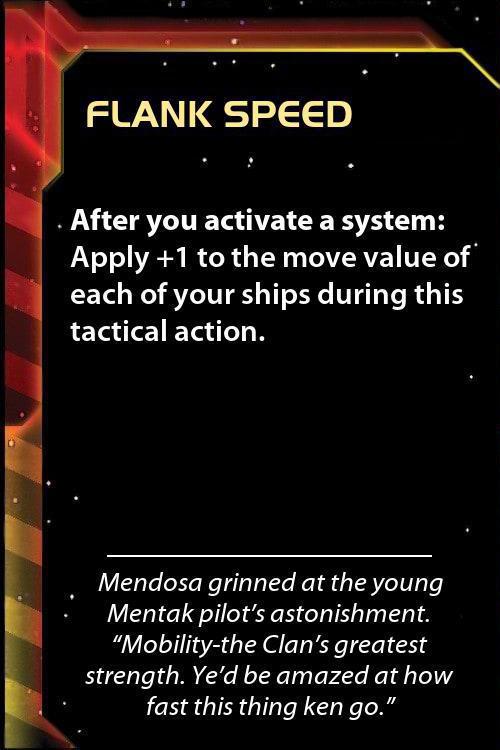 FLANK SPEED
After you activate a system:
Apply +1 to the move value of
each of your ships during this
tactical action.
Mendosa grinned at the young
Mentak pilot's astonishment.
“Mobility-the Clan's greatest
strength. Ye'd be amazed at how
fast this thing ken go.”